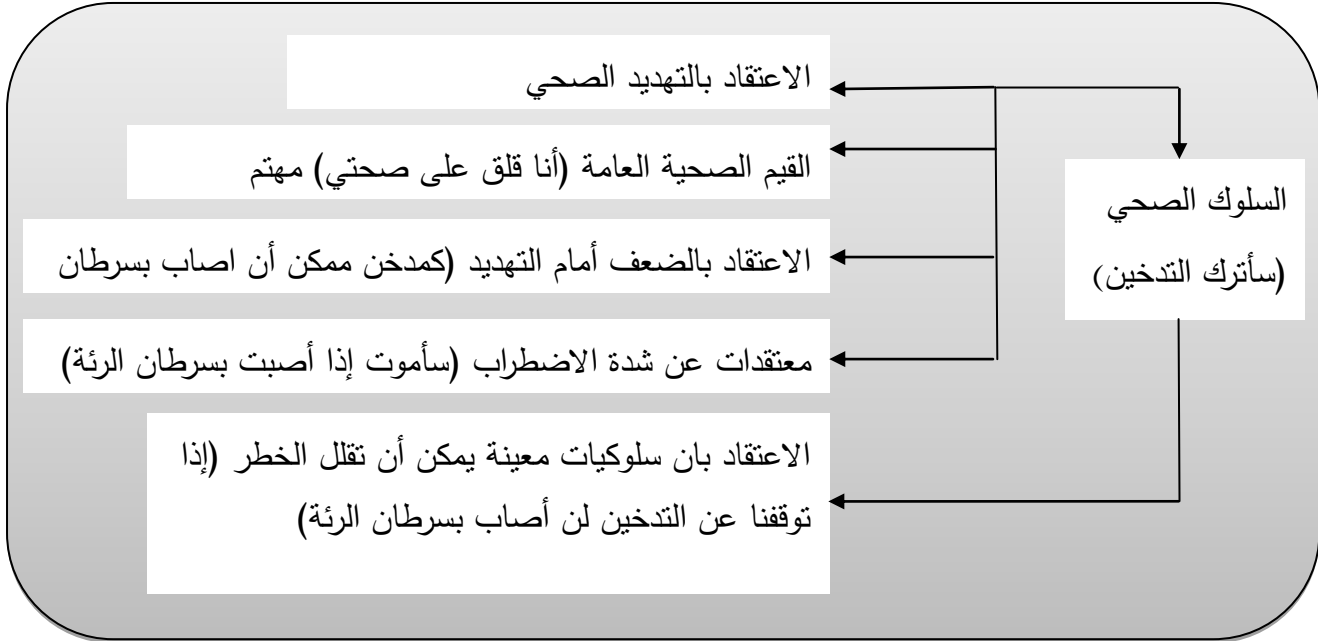 الاعتقاد بالتهديد الصحي
القيم الصحية العامة (أنا قلق على صحتي) مهتم
السلوك الصحي
(سأترك التدخين)
الاعتقاد بالضعف أمام التهديد (كمدخن ممكن أن اصاب بسرطان
معتقدات عن شدة الاضطراب (سأموت إذا أصبت بسرطان الرئة)
الاعتقاد بان سلوكيات معينة يمكن أن تقلل الخطر (إذا
توقفنا عن التدخين لن أصاب بسرطان الرئة)